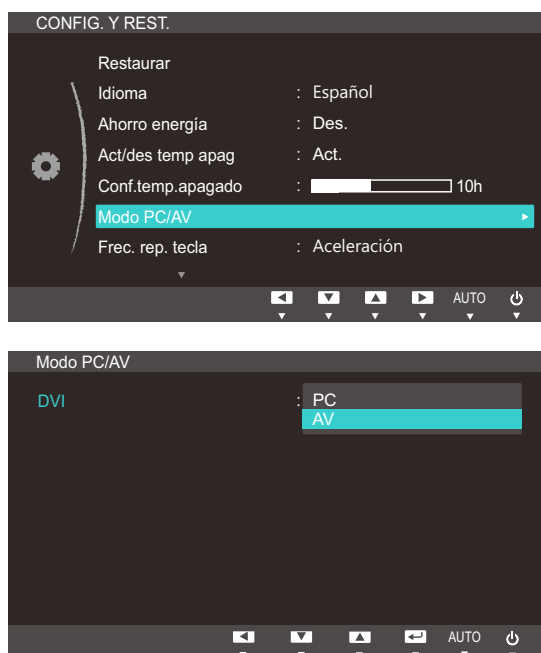 CONFIG. Y REST.
Restaurar
Idioma : Español
Ahorro energía : Des.
Act/des temp apag : Act.
Conf.temp.apagado : 10h
Modo PC/AV
Frec. rep. tecla : Aceleración
AUTO
Modo PC/AV
DVI : PC
AV
AUTO